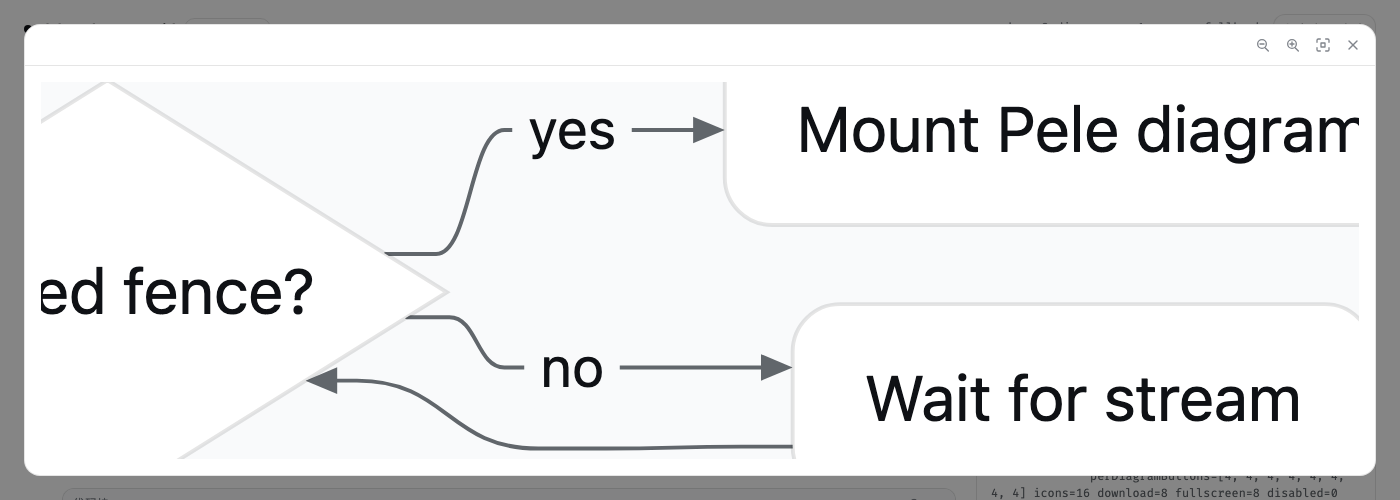 yes
Mount Pele diagram
ed fence?
no
Wait for stream
perDiagramButtons=[4, 4, 4, 4, 4, 4,
4, 4] icons=16 download=8 fullscreen=8 disabled=0